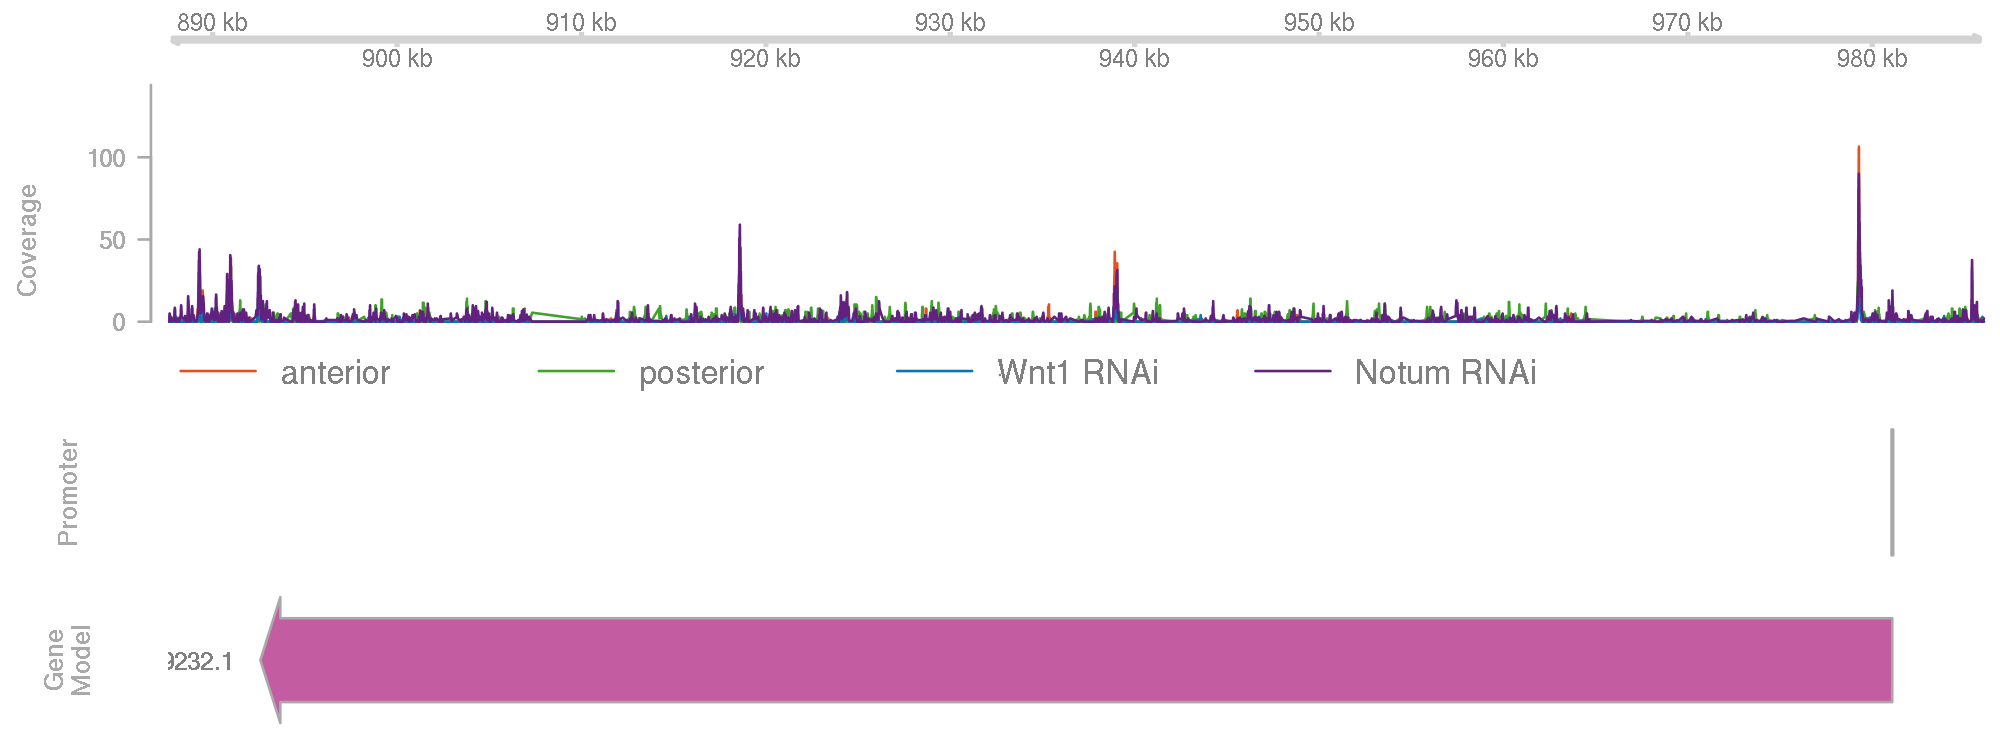 890 kb 910 kb 930 kb 950 kb 970 kb
900 kb 920 kb 940 kb 960 kb 980 kb
Coverage
100
50
0
anterior posterior Wnt1 RNAi Notum RNAi
Promoter
Gene
Model
9232.1